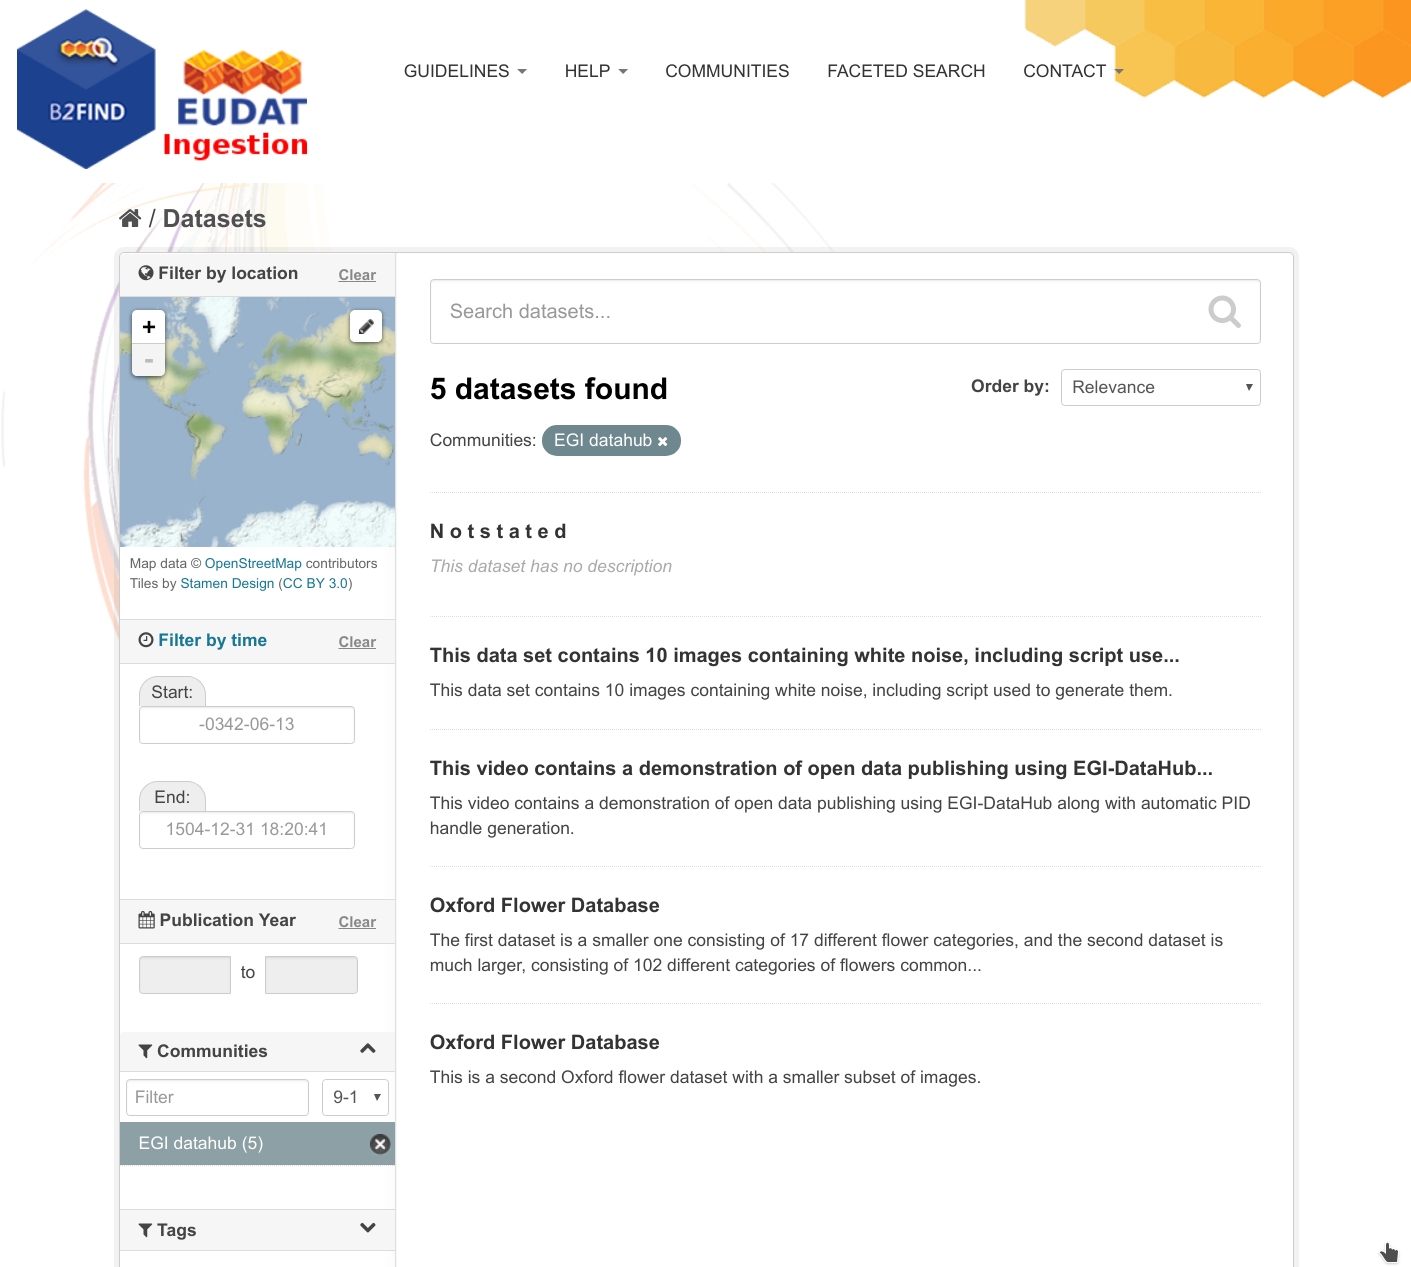 B2FIND
EUDAT
Ingestion
GUIDELINES HELP COMMUNITIES FACETED SEARCH CONTACT
/ Datasets
Filter by location Clear
+
-
Map data © OpenStreetMap contributors
Tiles by Stamen Design (CC BY 3.0)
Filter by time Clear
Start:
-0342-06-13
End:
1504-12-31 18:20:41
Publication Year Clear
to
Communities
Filter 9-1
EGI datahub (5)
Tags
Search datasets...
5 datasets found
Order by: Relevance
Communities: EGI datahub ×
N o t s t a t e d
This dataset has no description
This data set contains 10 images containing white noise, including script use...
This data set contains 10 images containing white noise, including script used to generate them.
This video contains a demonstration of open data publishing using EGI-DataHub...
This video contains a demonstration of open data publishing using EGI-DataHub along with automatic PID
handle generation.
Oxford Flower Database
The first dataset is a smaller one consisting of 17 different flower categories, and the second dataset is
much larger, consisting of 102 different categories of flowers common...
Oxford Flower Database
This is a second Oxford flower dataset with a smaller subset of images.